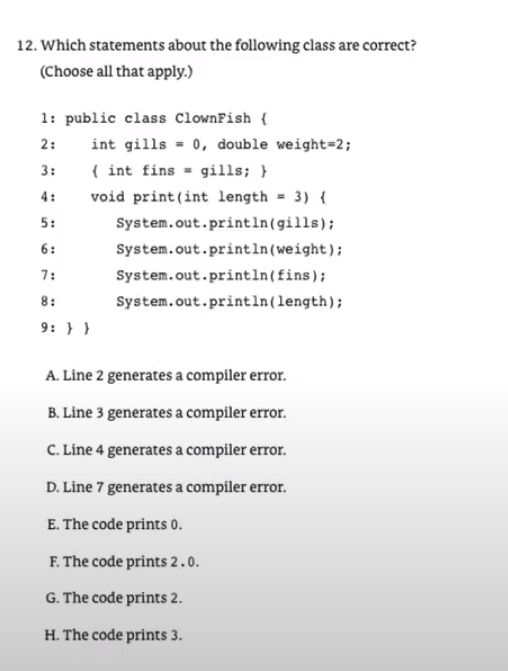 12. Which statements about the following class are correct?
(Choose all that apply.)
1: public class ClownFish {
2:    int gills = 0, double weight=2;
3:    { int fins = gills; }
4:    void print(int length = 3) {
5:       System.out.println(gills);
6:       System.out.println(weight);
7:       System.out.println(fins);
8:       System.out.println(length);
9: } }
A. Line 2 generates a compiler error.
B. Line 3 generates a compiler error.
C. Line 4 generates a compiler error.
D. Line 7 generates a compiler error.
E. The code prints 0.
F. The code prints 2.0.
G. The code prints 2.
H. The code prints 3.